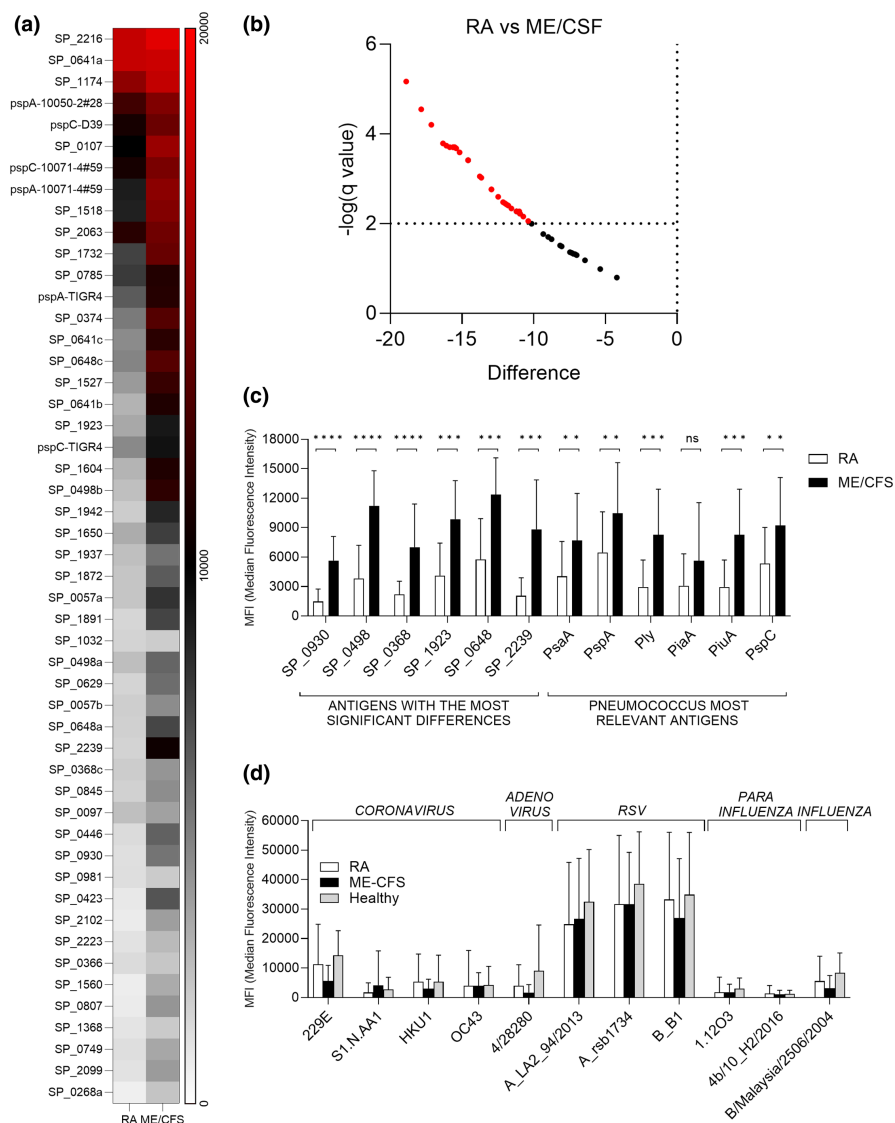 (a)
SP_2216
SP_0641a
SP_1174
pspA-10050-2#28
pspC-D39
SP_0107
pspC-10071-4#59
pspA-10071-4#59
SP_1518
SP_2063
SP_1732
SP_0785
pspA-TIGR4
SP_0374
SP_0641c
SP_0648c
SP_1527
SP_0641b
SP_1923
pspC-TIGR4
SP_1604
SP_0498b
SP_1942
SP_1650
SP_1937
SP_1872
SP_0057a
SP_1891
SP_1032
SP_0498a
SP_0629
SP_0057b
SP_0648a
SP_2239
SP_0368c
SP_0845
SP_0097
SP_0446
SP_0930
SP_0981
SP_0423
SP_2102
SP_2223
SP_0366
SP_1560
SP_0807
SP_1368
SP_0749
SP_2099
SP_0268a
RA ME/CFS
20000
10000
0
(b)
RA vs ME/CSF
6
4
2
0
-log(q value)
-20 -15 -10 -5 0
Difference
(c)
18000
15000
12000
9000
6000
3000
0
MFI (Median Fluorescence Intensity)
**** **** **** *** *** *** ** ** *** ns *** **
RA
ME/CFS
SP_0930 SP_0498 SP_0368 SP_1923 SP_0648 SP_2239 PsaA PspA Ply PiaA PiuA PspC
ANTIGENS WITH THE MOST
SIGNIFICANT DIFFERENCES
PNEUMOCOCCUS MOST
RELEVANT ANTIGENS
(d)
CORONAVIRUS
ADENO
VIRUS
RSV
PARA
INFLUENZA
INFLUENZA
60000
50000
40000
30000
20000
10000
0
MFI (Median Fluorescence Intensity)
RA
ME-CFS
Healthy
229E S1.N.AA1 HKU1 OC43 4/28280 A_LA2_94/2013 A_rsb1734 B_B1 1.12O3 4b/10_H2/2016 B/Malaysia/2506/2004